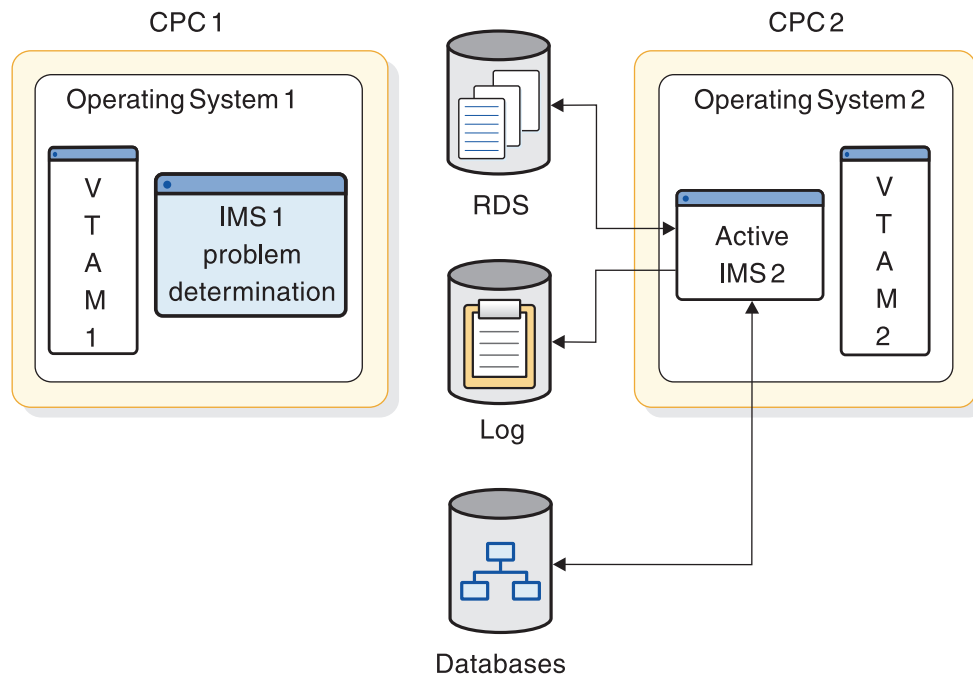 CPC 1
Operating System 1
V
T
A
M
1
IMS 1
problem
determination
RDS
Log
Databases
CPC 2
Operating System 2
Active
IMS 2
V
T
A
M
2